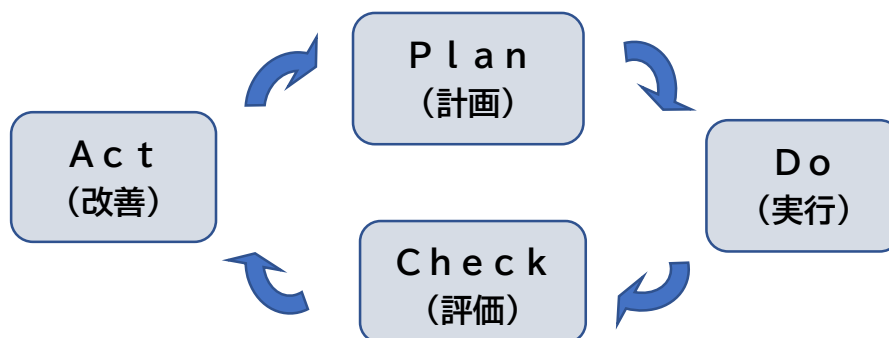 Ｐｌａｎ
（計画）
Ａｃｔ
（改善）
Ｄｏ
（実行）
Ｃｈｅｃｋ
（評価）